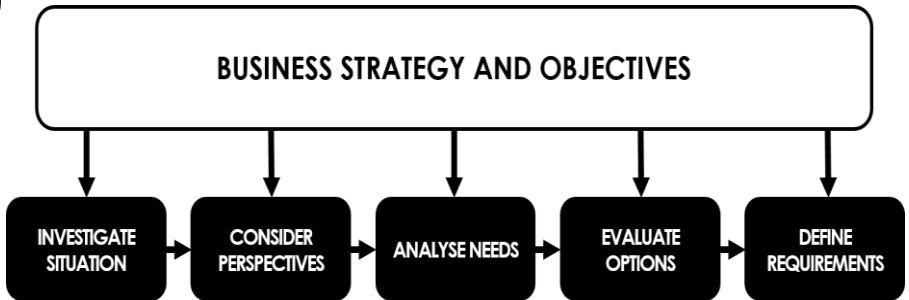 BUSINESS STRATEGY AND OBJECTIVES
INVESTIGATE
SITUATION
CONSIDER
PERSPECTIVES
ANALYSE NEEDS
EVALUATE
OPTIONS
DEFINE
REQUIREMENTS